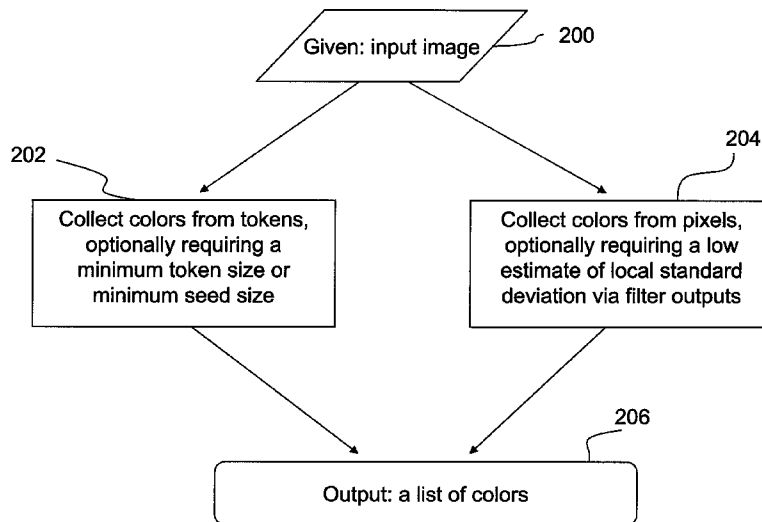 Given: input image
200
202
204
Collect colors from tokens,
optionally requiring a
minimum token size or
minimum seed size
Collect colors from pixels,
optionally requiring a low
estimate of local standard
deviation via filter outputs
206
Output: a list of colors